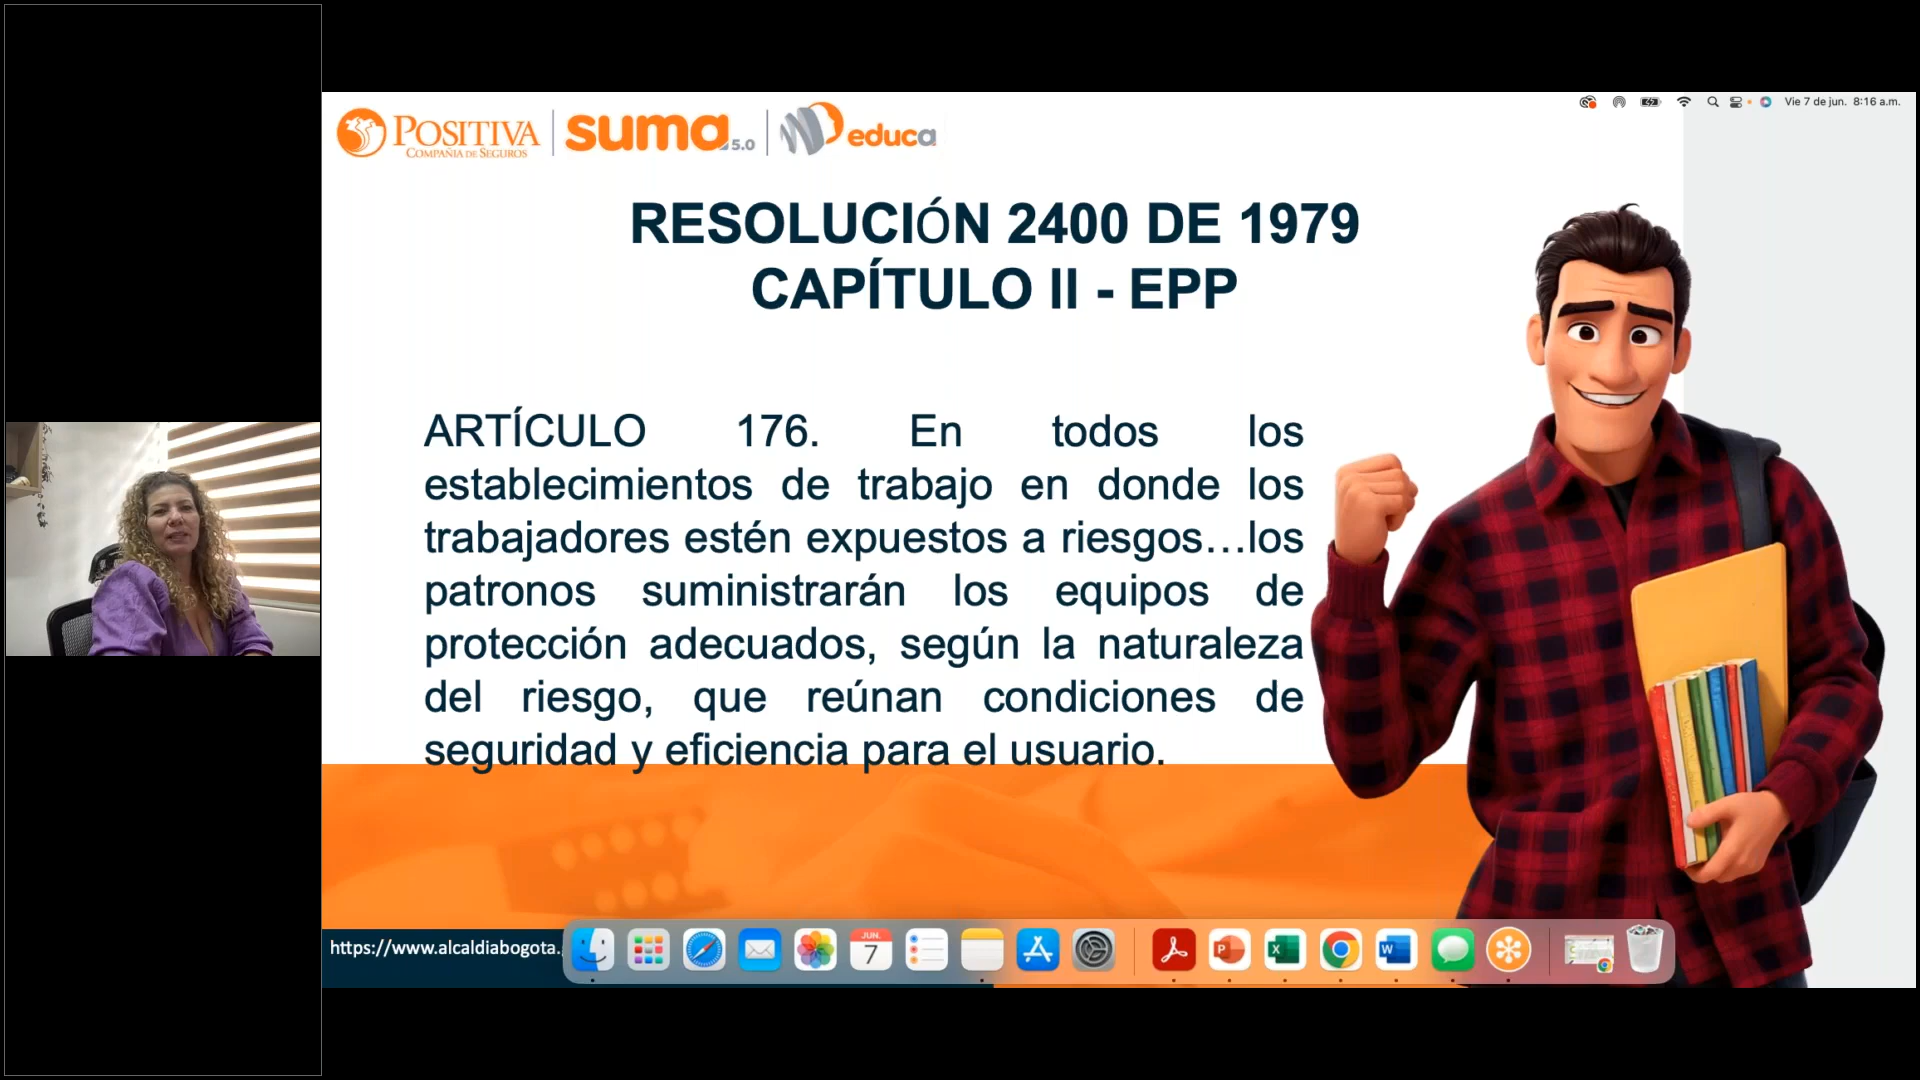 Vie 7 de jun. 8:16 a.m.
POSITIVA
COMPAÑIA DE SEGUROS
suma 5.0
educa
RESOLUCIÓN 2400 DE 1979
CAPÍTULO II - EPP
ARTÍCULO 176. En todos los
establecimientos de trabajo en donde los
trabajadores estén expuestos a riesgos…los
patronos suministrarán los equipos de
protección adecuados, según la naturaleza
del riesgo, que reúnan condiciones de
seguridad y eficiencia para el usuario.
https://www.alcaldiabogota.
JUN.
7